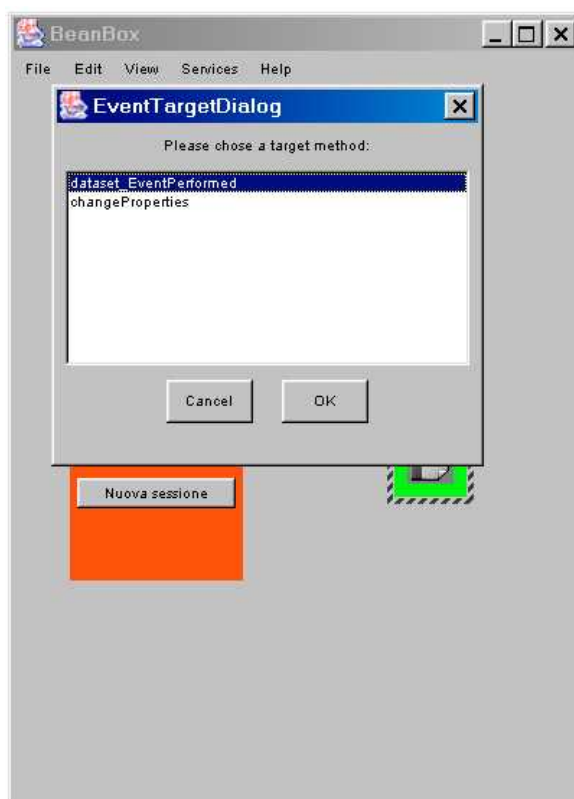 BeanBox
File Edit View Services Help
EventTargetDialog
Please chose a target method:
dataset_EventPerformed
changeProperties
Cancel OK
Nuova sessione